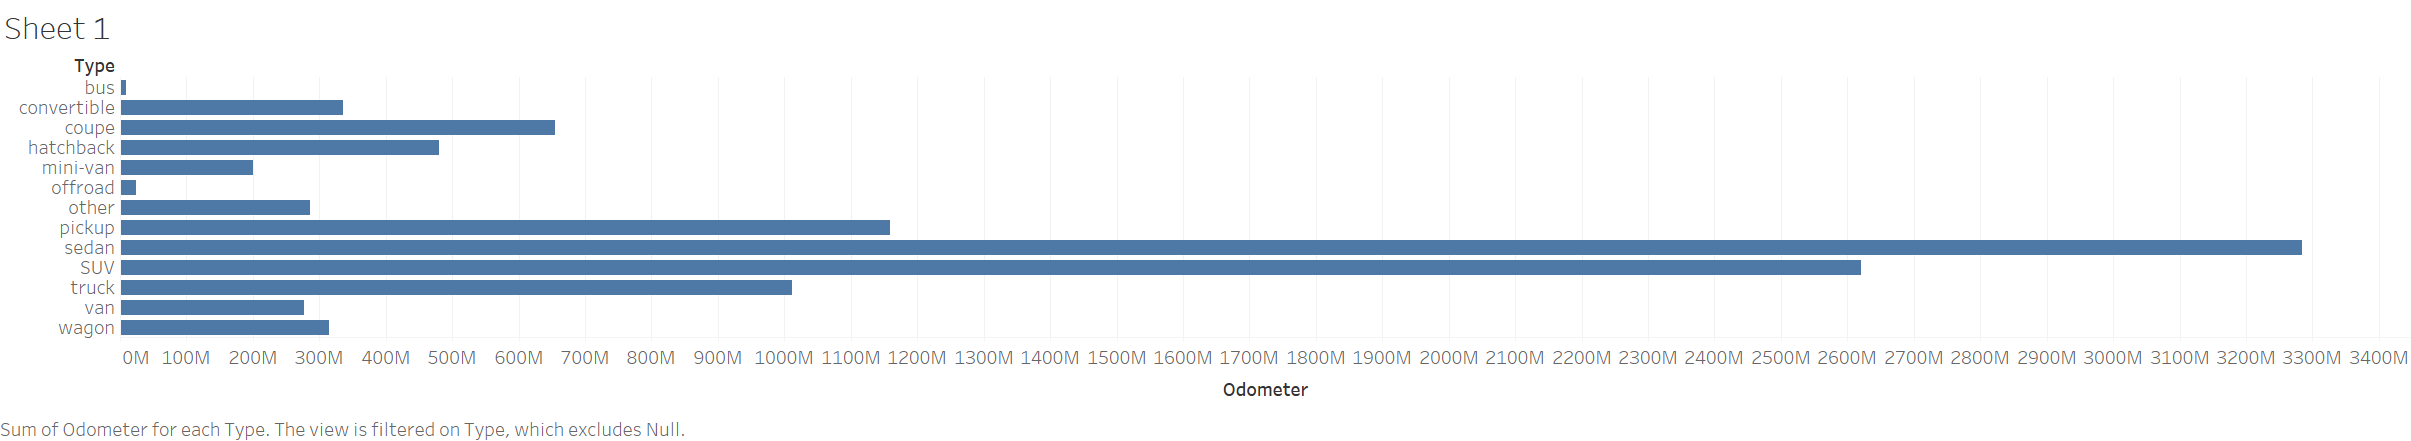 Sheet 1
Type
bus
convertible
coupe
hatchback
mini-van
offroad
other
pickup
sedan
SUV
truck
van
wagon
0M 100M 200M 300M 400M 500M 600M 700M 800M 900M 1000M 1100M 1200M 1300M 1400M 1500M 1600M 1700M 1800M 1900M 2000M 2100M 2200M 2300M 2400M 2500M 2600M 2700M 2800M 2900M 3000M 3100M 3200M 3300M 3400M
Odometer
Sum of Odometer for each Type. The view is filtered on Type, which excludes Null.